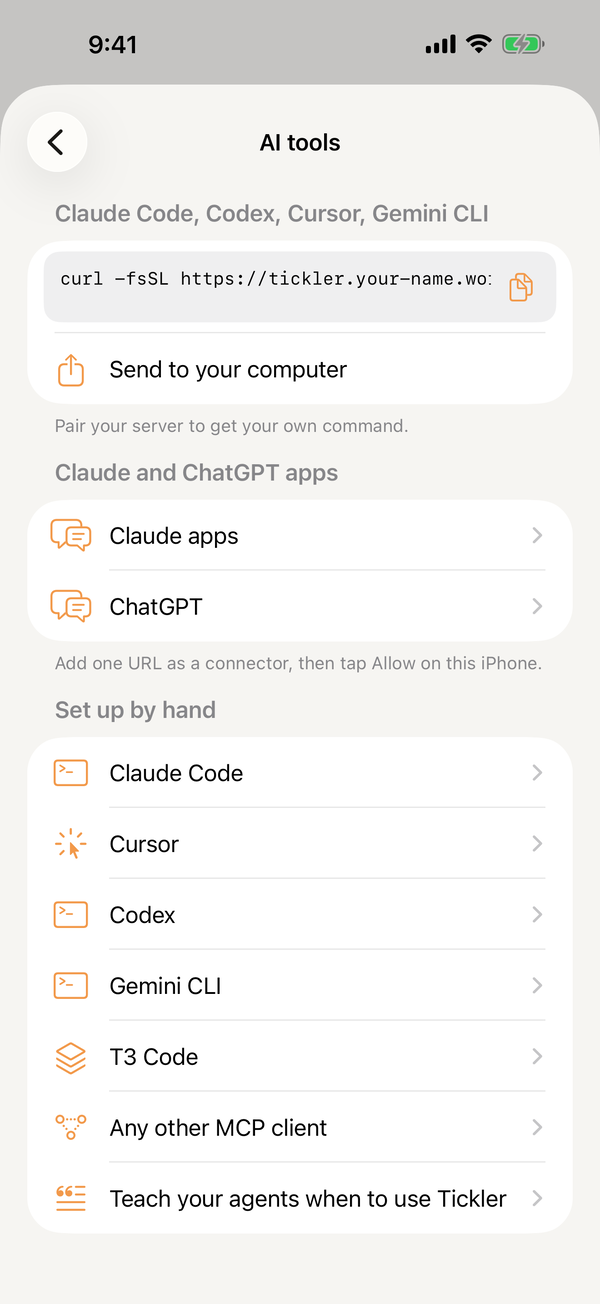 9:41
AI tools
Claude Code, Codex, Cursor, Gemini CLI
curl -fsSL https://tickler.your-name.wo
Send to your computer
Pair your server to get your own command.
Claude and ChatGPT apps
Claude apps
ChatGPT
Add one URL as a connector, then tap Allow on this iPhone.
Set up by hand
Claude Code
Cursor
Codex
Gemini CLI
T3 Code
Any other MCP client
Teach your agents when to use Tickler